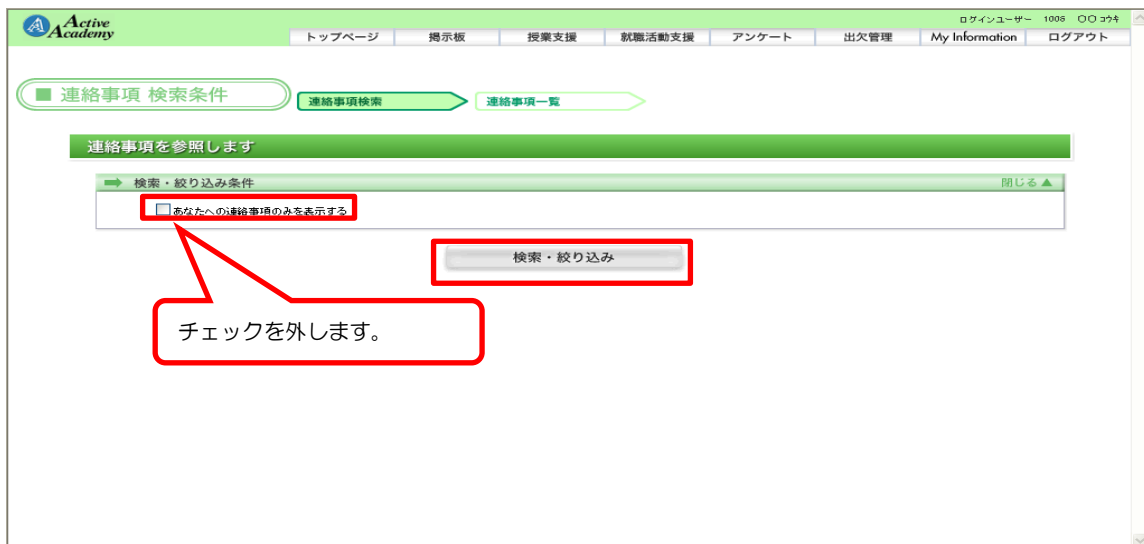 Active Academy
ログインユーザー 1006 〇〇 コウキ
トップページ 掲示板 授業支援 就職活動支援 アンケート 出欠管理 My Information ログアウト
■ 連絡事項 検索条件
連絡事項検索 連絡事項一覧
連絡事項を参照します
検索・絞り込み条件 閉じる▲
あなたへの連絡事項のみを表示する
検索・絞り込み
チェックを外します。